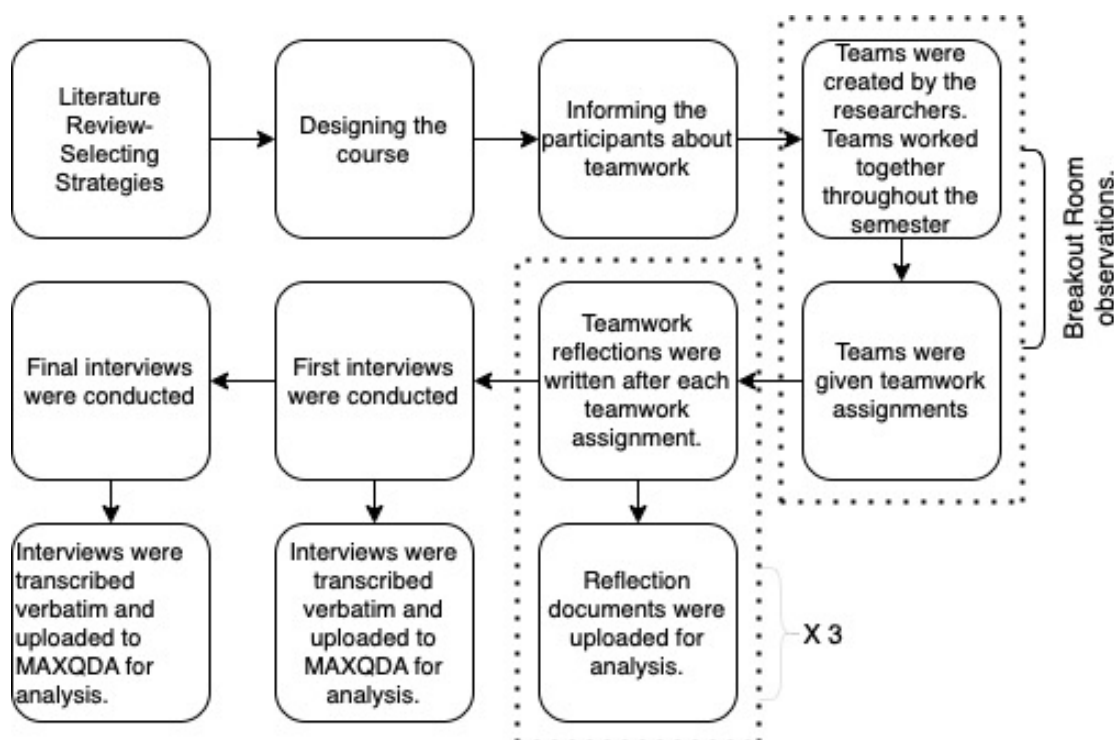 Literature
Review-
Selecting
Strategies
Designing the
course
Informing the
participants about
teamwork
Teams were
created by the
researchers.
Teams worked
together
throughout the
semester
Breakout Room
observations.
Final interviews
were conducted
First interviews
were conducted
Teamwork
reflections were
written after each
teamwork
assignment.
Teams were
given teamwork
assignments
Interviews were
transcribed
verbatim and
uploaded to
MAXQDA for
analysis.
Interviews were
transcribed
verbatim and
uploaded to
MAXQDA for
analysis.
Reflection
documents were
uploaded for
analysis.
X 3